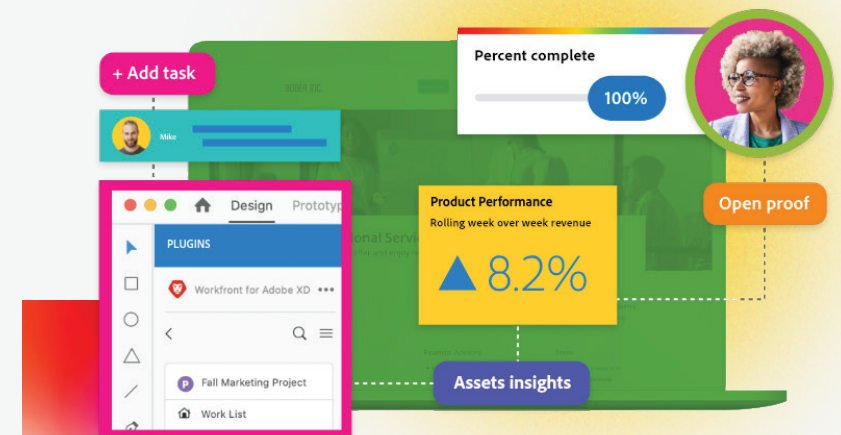 + Add task
Percent complete
100%
Mike
Design Prototyp
PLUGINS
Product Performance
Rolling week over week revenue
8.2%
Open proof
Workfront for Adobe XD
P Fall Marketing Project
Work List
Assets insights